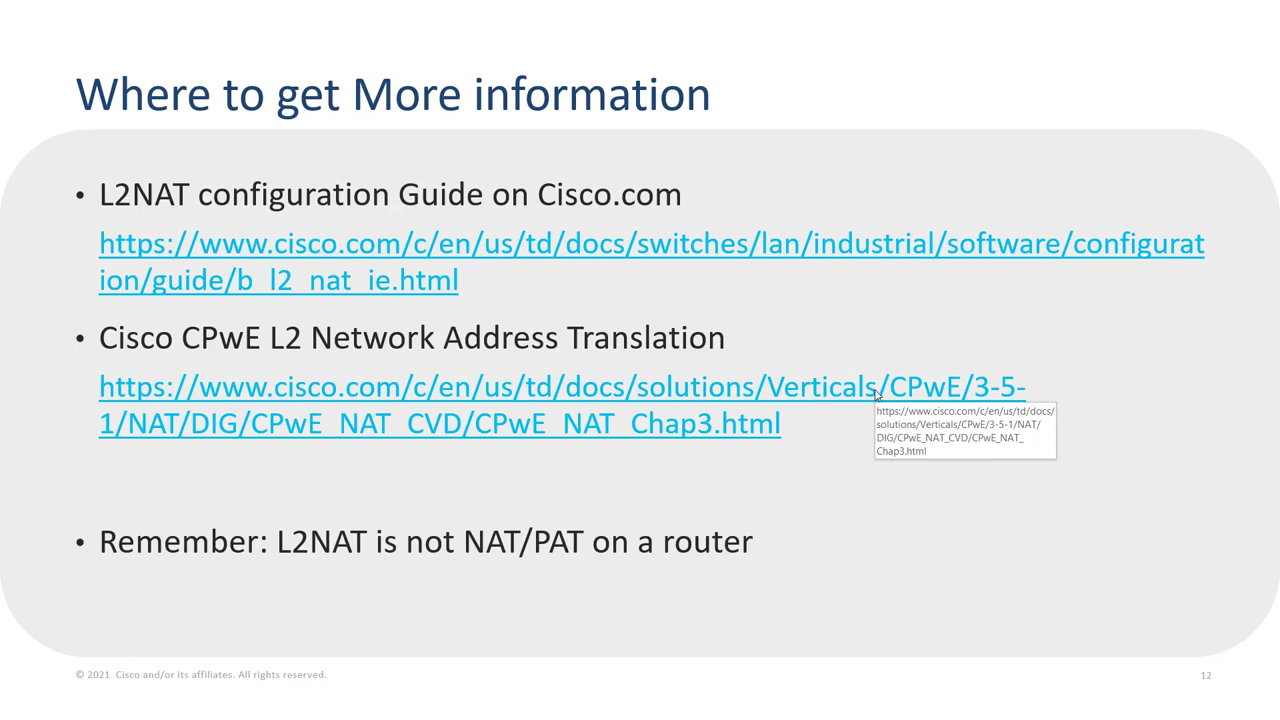 Where to get More information
• L2NAT configuration Guide on Cisco.com
https://www.cisco.com/c/en/us/td/docs/switches/lan/industrial/software/configurat
ion/guide/b_l2_nat_ie.html
• Cisco CPwE L2 Network Address Translation
https://www.cisco.com/c/en/us/td/docs/solutions/Verticals/CPwE/3-5-
1/NAT/DIG/CPwE_NAT_CVD/CPwE_NAT_Chap3.html
https://www.cisco.com/c/en/us/td/docs/
solutions/Verticals/CPwE/3-5-1/NAT/
DIG/CPwE_NAT_CVD/CPwE_NAT_
Chap3.html
• Remember: L2NAT is not NAT/PAT on a router
© 2021 Cisco and/or its affiliates. All rights reserved.
12